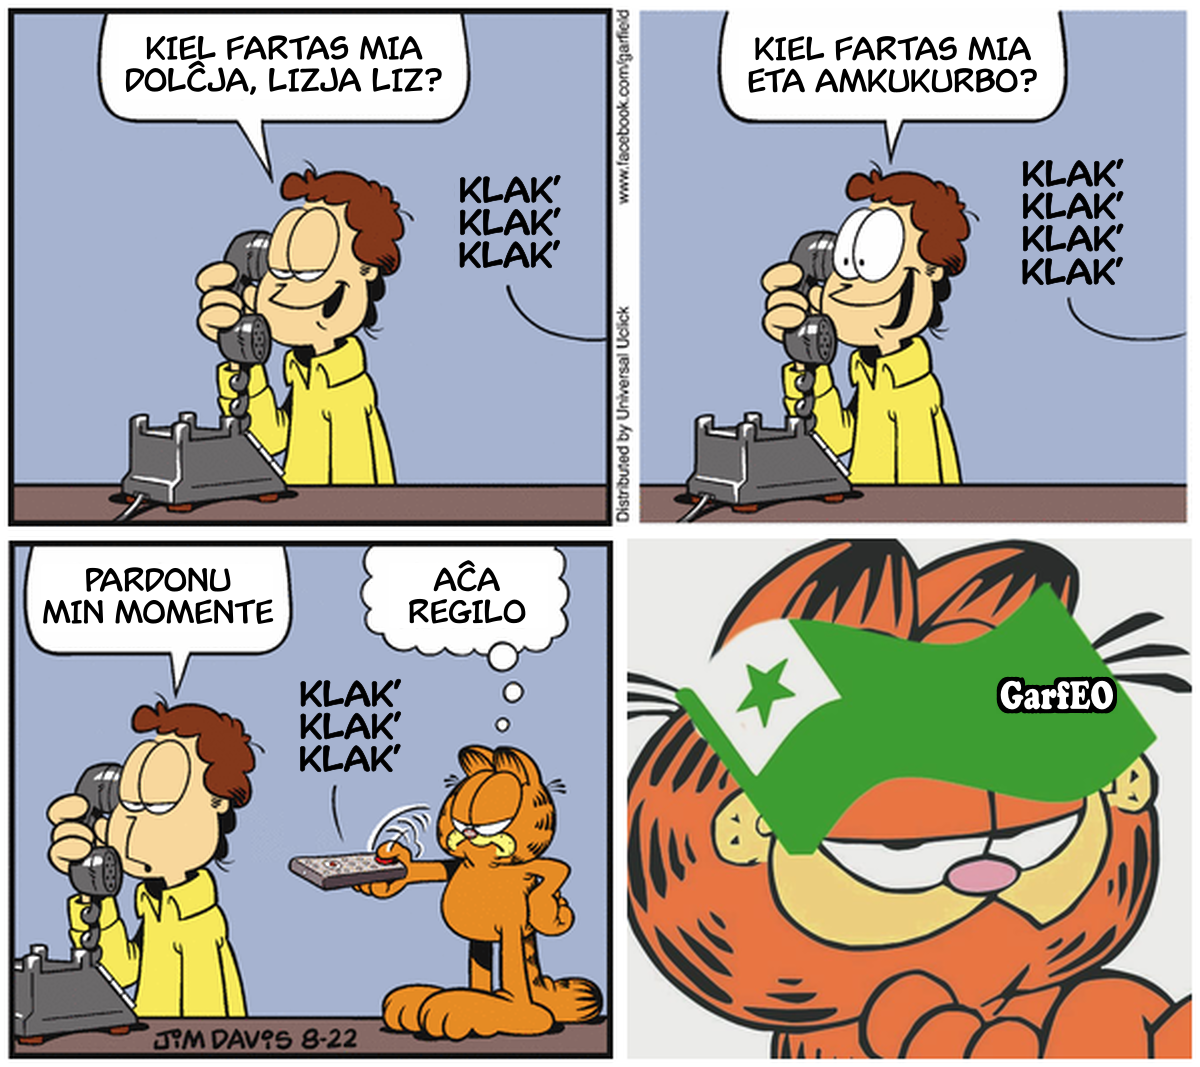 KIEL FARTAS MIA
DOLĈJA, LIZJA LIZ?
KLAK'
KLAK'
KLAK'
www.facebook.com/garfield
Distributed by Universal Uclick
KIEL FARTAS MIA
ETA AMKUKURBO?
KLAK'
KLAK'
KLAK'
KLAK'
PARDONU
MIN MOMENTE
KLAK'
KLAK'
KLAK'
AĈA
REGILO
JIM DAVIS 8-22
GarfEO